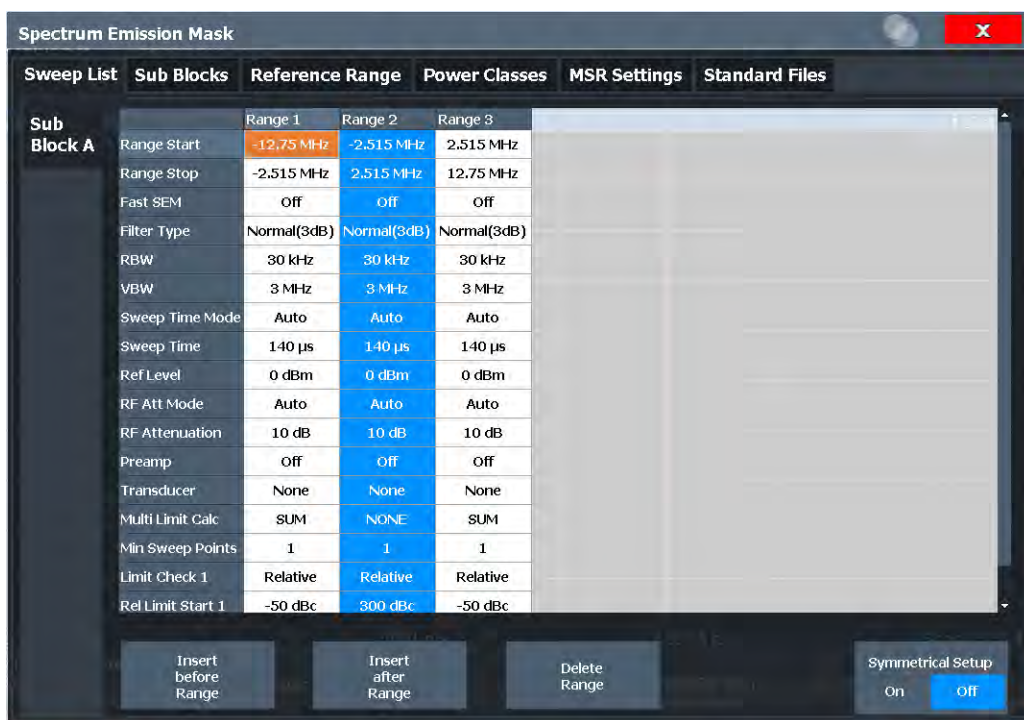 Spectrum Emission Mask
X
Sweep List Sub Blocks Reference Range Power Classes MSR Settings Standard Files
Sub
Block A
Range 1 Range 2 Range 3
Range Start -12.75 MHz -2.515 MHz 2.515 MHz
Range Stop -2.515 MHz 2.515 MHz 12.75 MHz
Fast SEM Off Off Off
Filter Type Normal(3dB) Normal(3dB) Normal(3dB)
RBW 30 kHz 30 kHz 30 kHz
VBW 3 MHz 3 MHz 3 MHz
Sweep Time Mode Auto Auto Auto
Sweep Time 140 µs 140 µs 140 µs
Ref Level 0 dBm 0 dBm 0 dBm
RF Att Mode Auto Auto Auto
RF Attenuation 10 dB 10 dB 10 dB
Preamp Off Off Off
Transducer None None None
Multi Limit Calc SUM NONE SUM
Min Sweep Points 1 1 1
Limit Check 1 Relative Relative Relative
Rel Limit Start 1 -50 dBc 300 dBc -50 dBc
Insert
before
Range
Insert
after
Range
Delete
Range
Symmetrical Setup
On Off